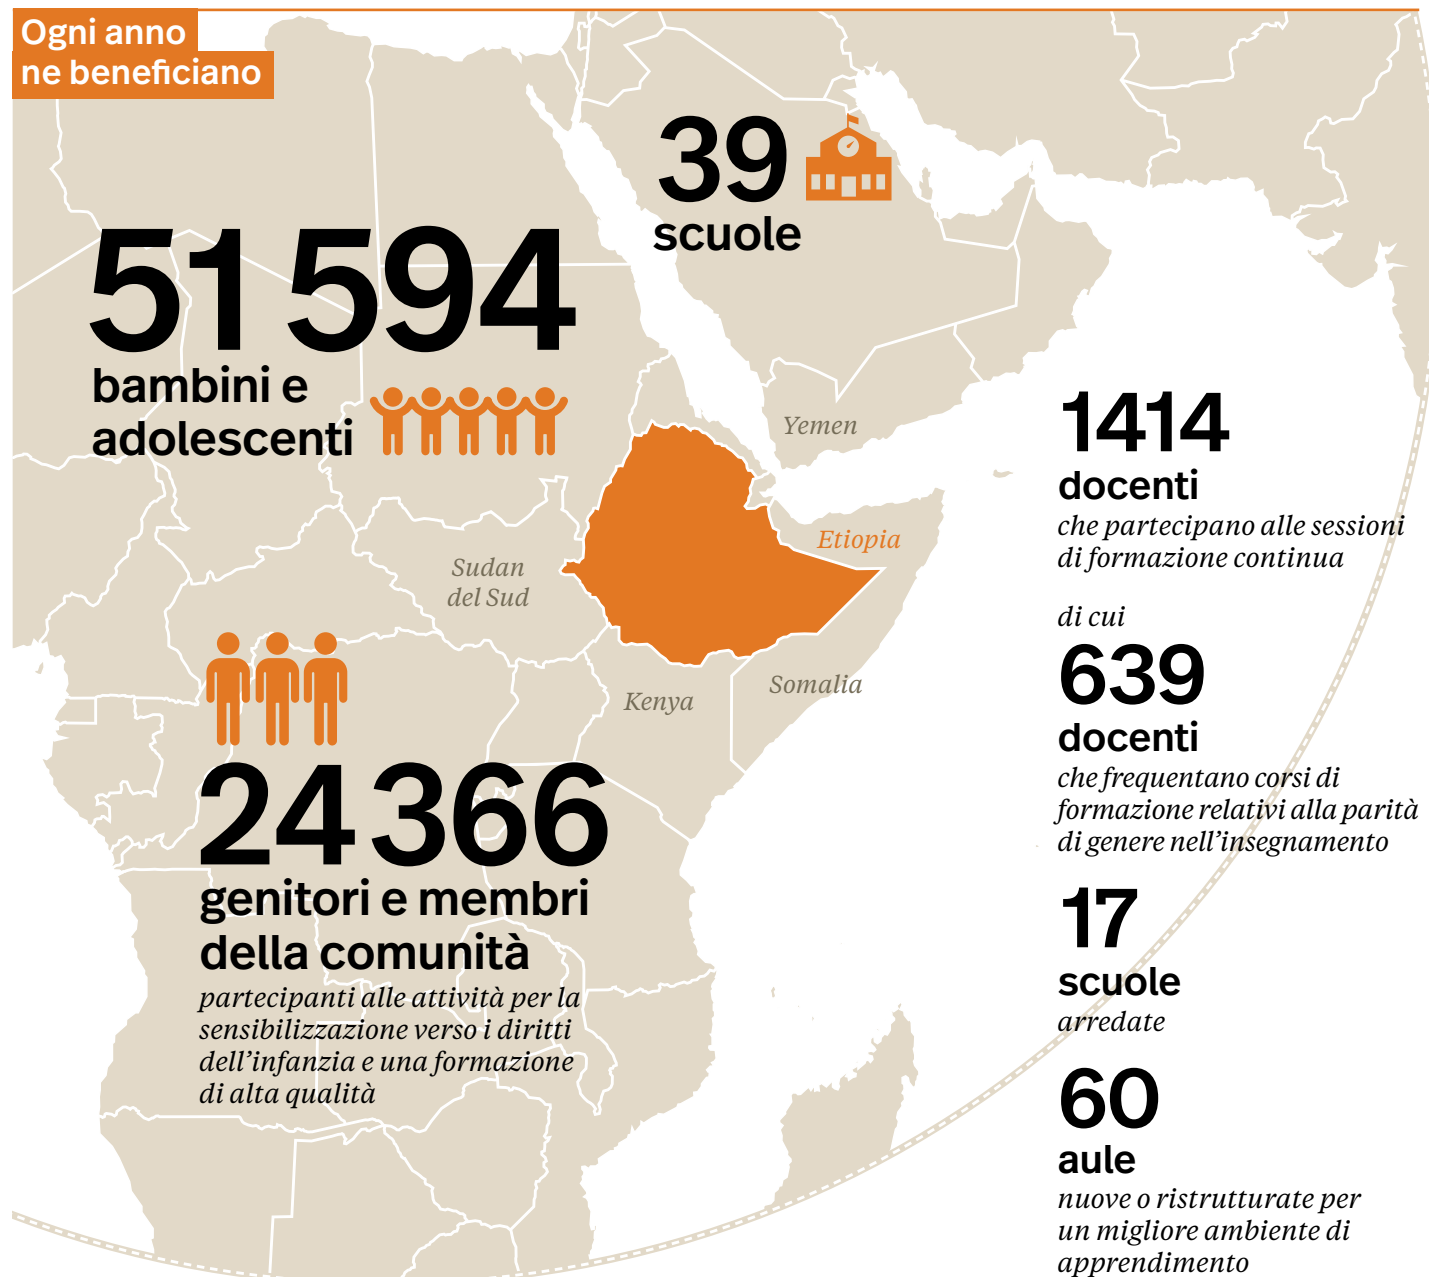 Ogni anno
ne beneficiano
39
scuole
51 594
bambini e
adolescenti
Yemen
Etiopia
Sudan
del Sud
Kenya
Somalia
24 366
genitori e membri
della comunità
partecipanti alle attività per la
sensibilizzazione verso i diritti
dell’infanzia e una formazione
di alta qualità
1414
docenti
che partecipano alle sessioni
di formazione continua
di cui
639
docenti
che frequentano corsi di
formazione relativi alla parità
di genere nell’insegnamento
17
scuole
arredate
60
aule
nuove o ristrutturate per
un migliore ambiente di
apprendimento